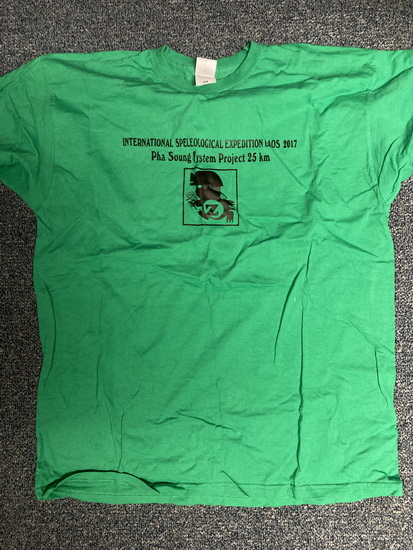 INTERNATIONAL SPELEOLOGICAL EXPEDITION LAOS 2017
Pha Soung System Project 25 km